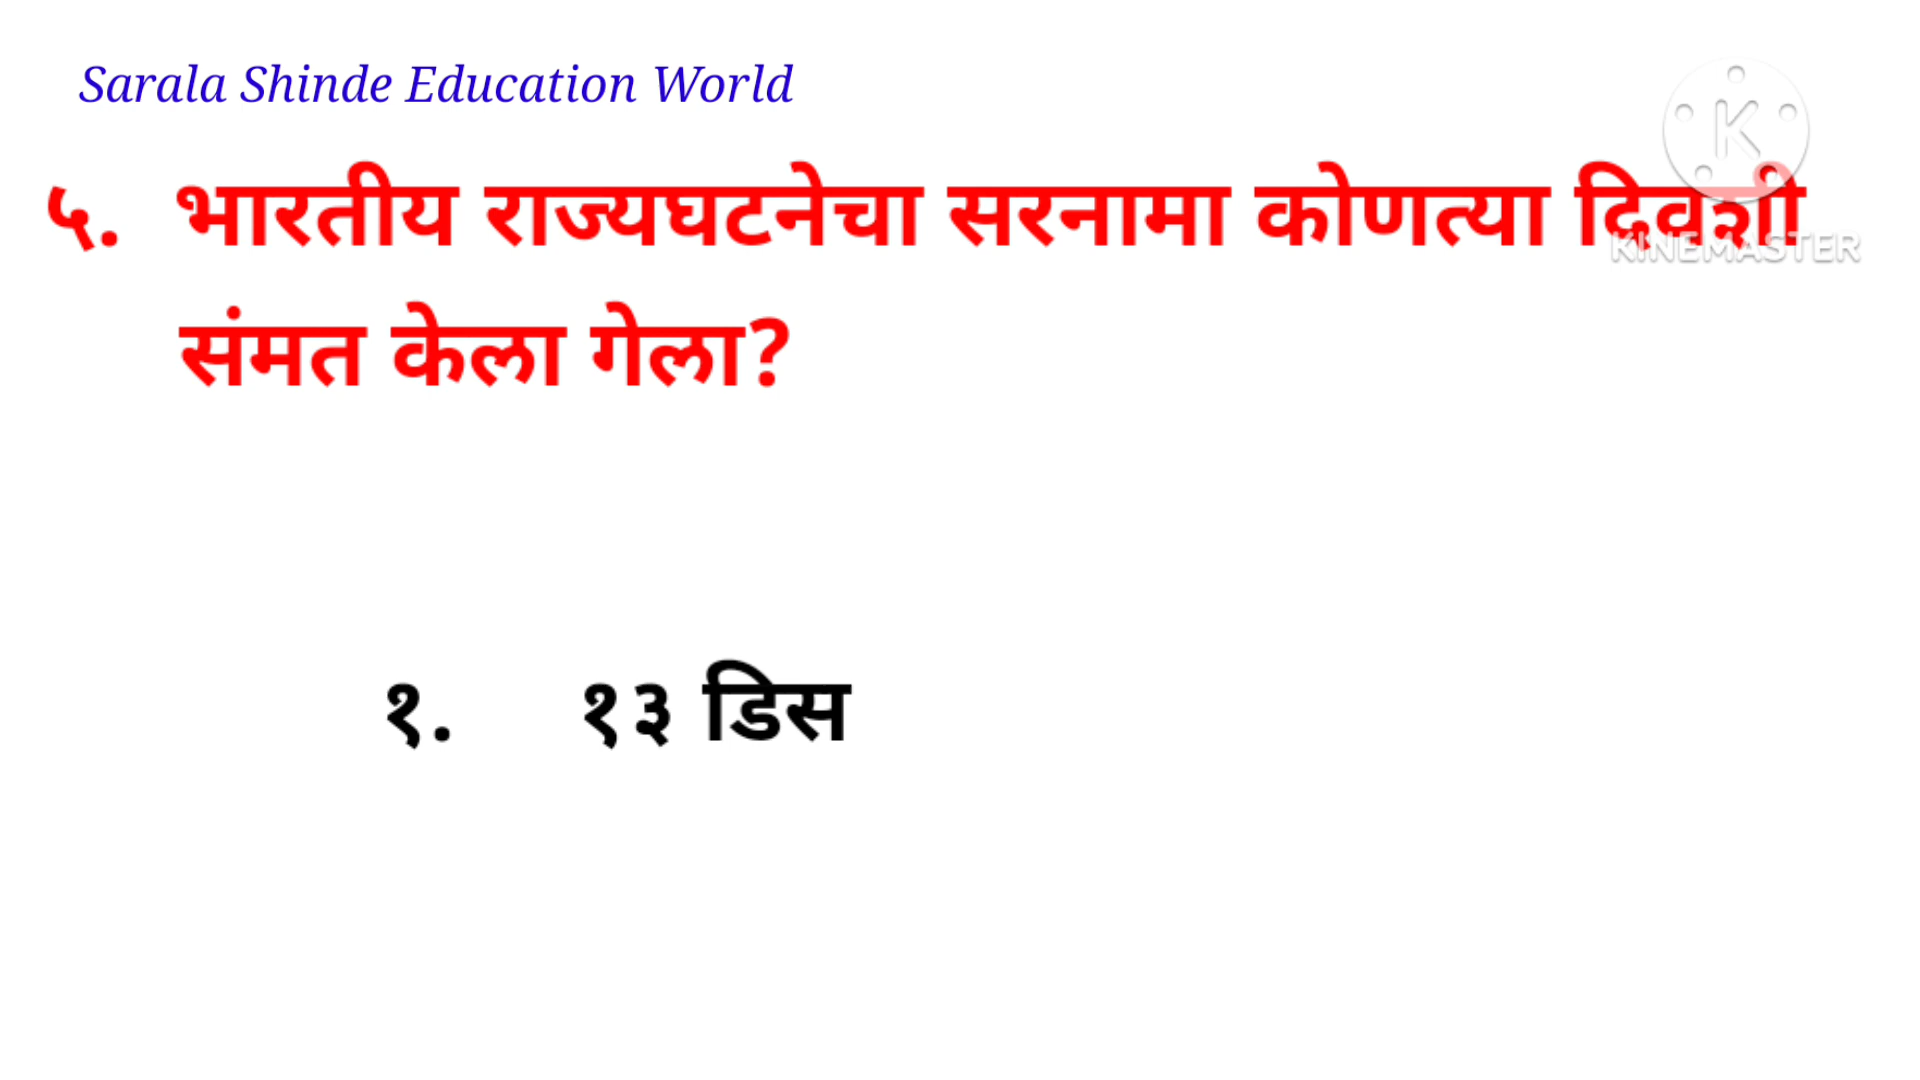 Sarala Shinde Education World
५. भारतीय राज्यघटनेचा सरनामा कोणत्या दिवशी
KINEMASTER
संमत केला गेला?
१. १३ डिस